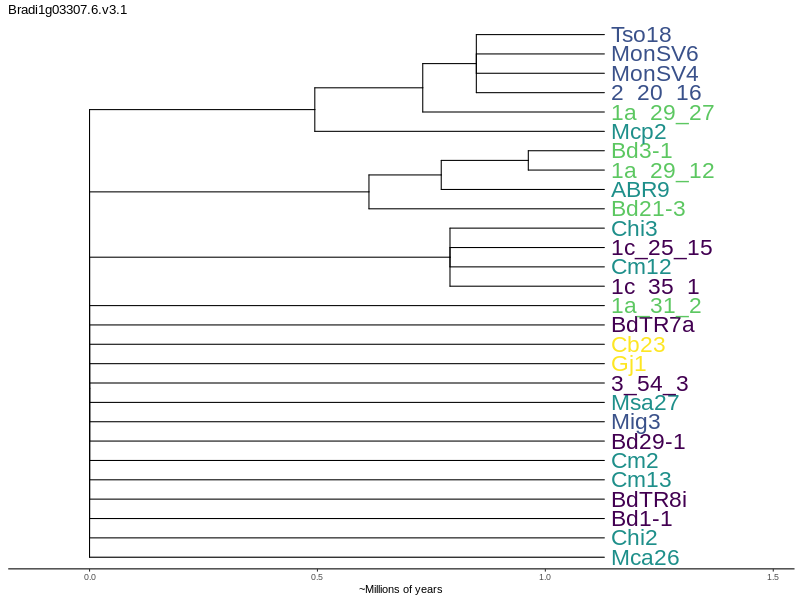 Bradi1g03307.6.v3.1
Tso18
MonSV6
MonSV4
2_20_16
1a_29_27
Mcp2
Bd3-1
1a_29_12
ABR9
Bd21-3
Chi3
1c_25_15
Cm12
1c_35_1
1a_31_2
BdTR7a
Cb23
Gj1
3_54_3
Msa27
Mig3
Bd29-1
Cm2
Cm13
BdTR8i
Bd1-1
Chi2
Mca26
0.0 0.5 1.0 1.5
~Millions of years